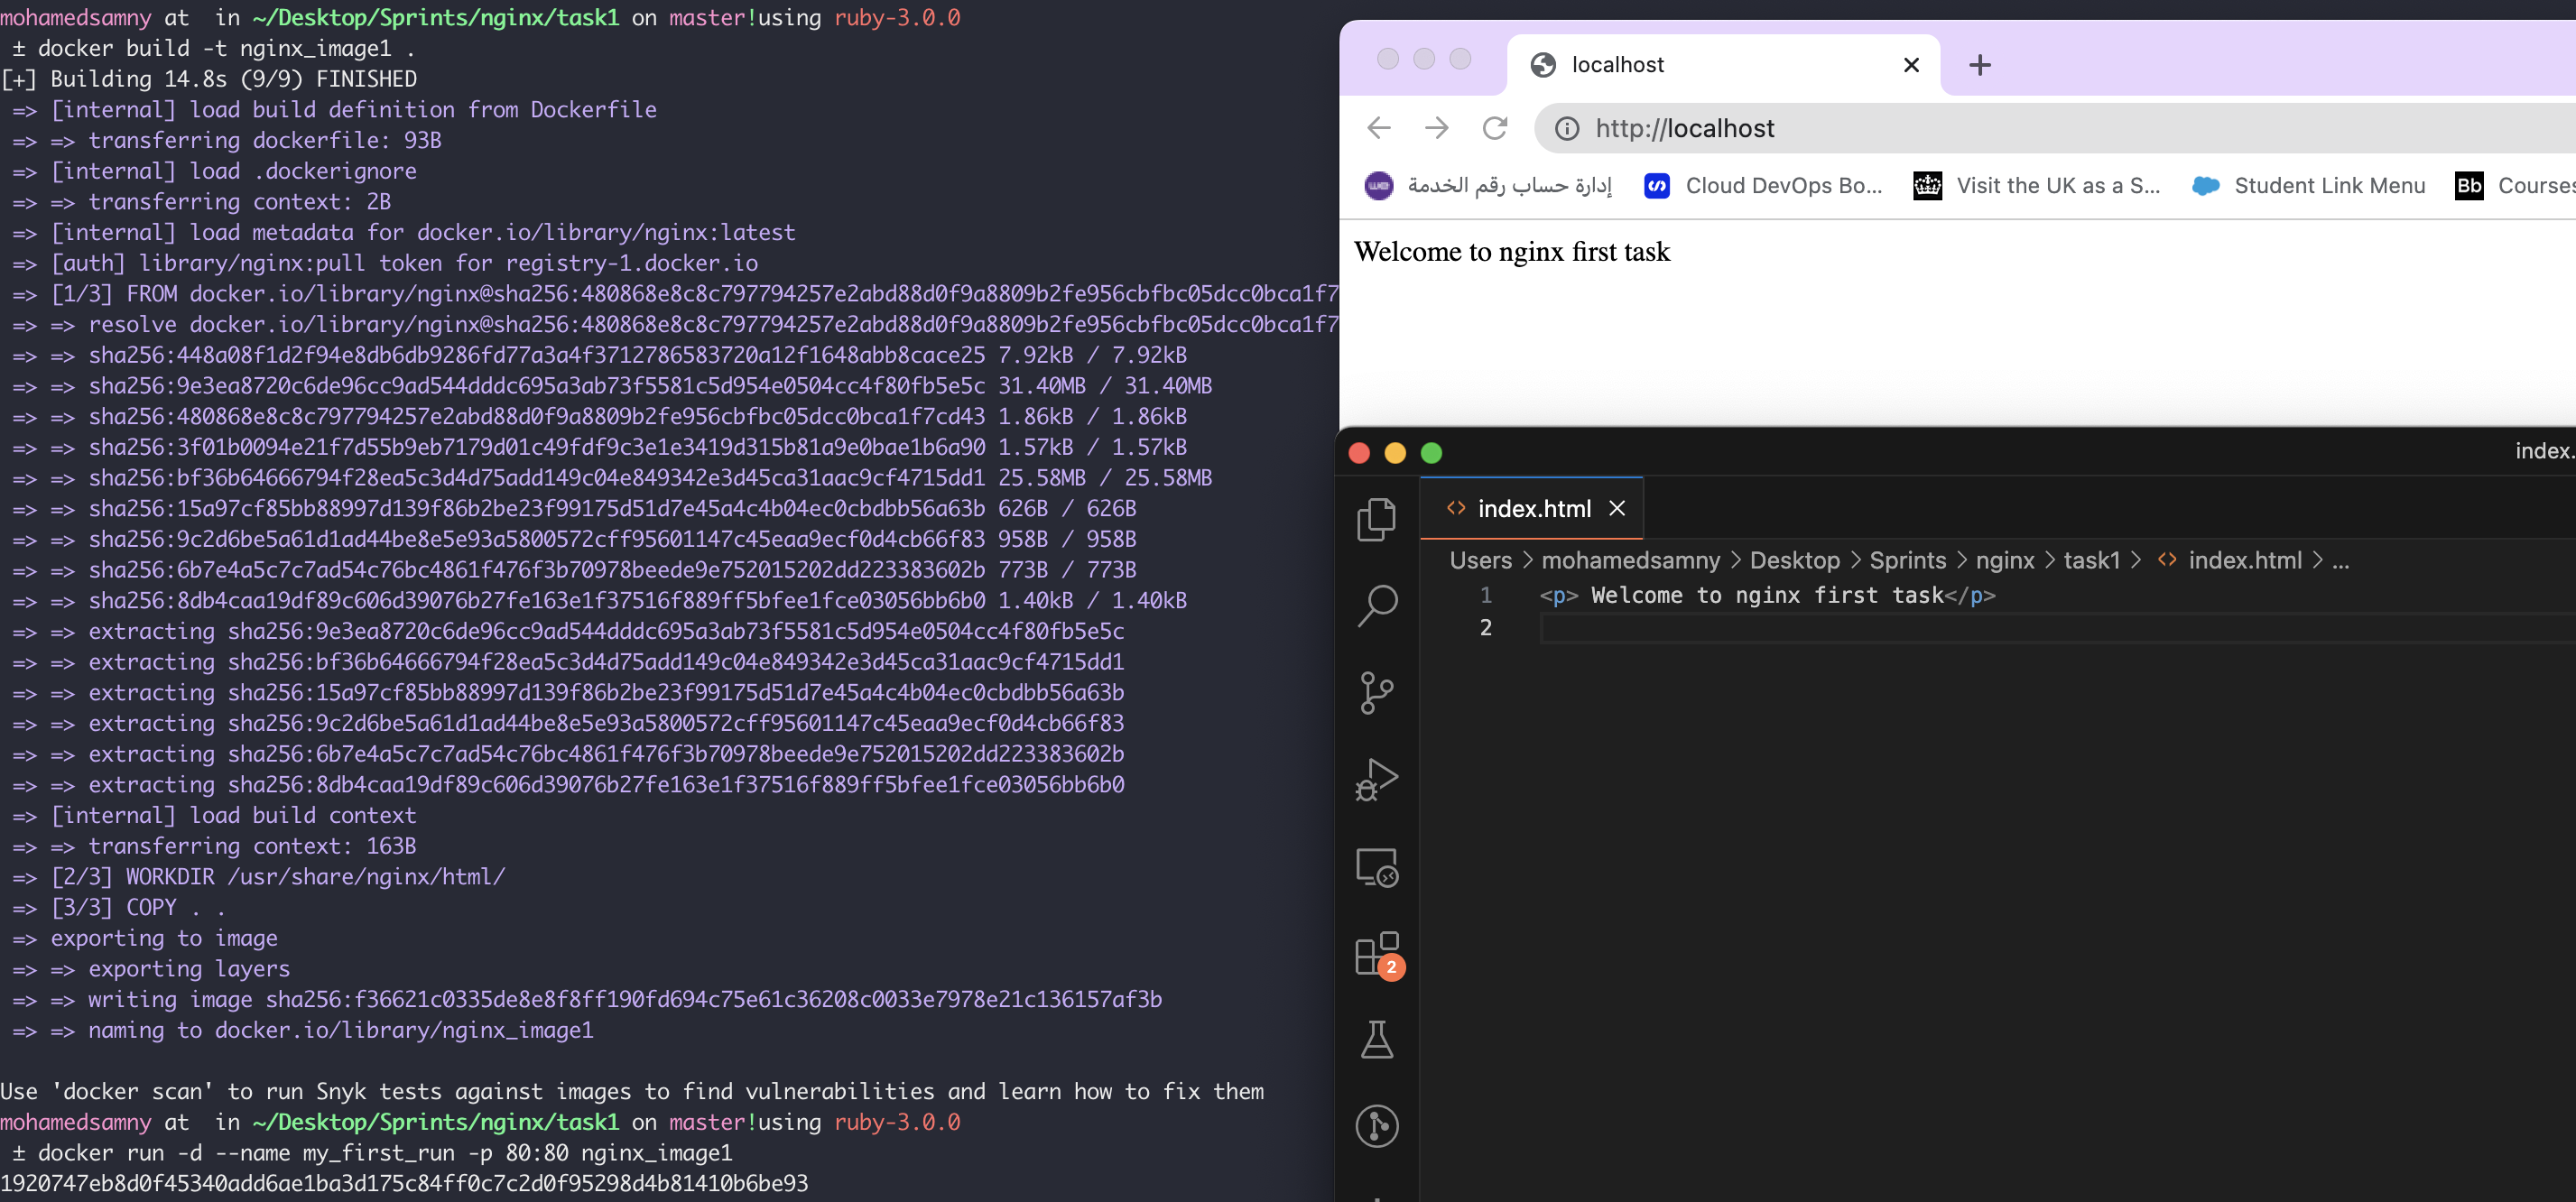 mohamedsamny at  in ~/Desktop/Sprints/nginx/task1 on master!using ruby-3.0.0
± docker build -t nginx_image1 .
[+] Building 14.8s (9/9) FINISHED
=> [internal] load build definition from Dockerfile
=> => transferring dockerfile: 93B
=> [internal] load .dockerignore
=> => transferring context: 2B
=> [internal] load metadata for docker.io/library/nginx:latest
=> [auth] library/nginx:pull token for registry-1.docker.io
=> [1/3] FROM docker.io/library/nginx@sha256:480868e8c8c797794257e2abd88d0f9a8809b2fe956cbfbc05dcc0bca1f7
=> => resolve docker.io/library/nginx@sha256:480868e8c8c797794257e2abd88d0f9a8809b2fe956cbfbc05dcc0bca1f7
=> => sha256:448a08f1d2f94e8db6db9286fd77a3a4f3712786583720a12f1648abb8cace25 7.92kB / 7.92kB
=> => sha256:9e3ea8720c6de96cc9ad544dddc695a3ab73f5581c5d954e0504cc4f80fb5e5c 31.40MB / 31.40MB
=> => sha256:480868e8c8c797794257e2abd88d0f9a8809b2fe956cbfbc05dcc0bca1f7cd43 1.86kB / 1.86kB
=> => sha256:3f01b0094e21f7d55b9eb7179d01c49fdf9c3e1e3419d315b81a9e0bae1b6a90 1.57kB / 1.57kB
=> => sha256:bf36b64666794f28ea5c3d4d75add149c04e849342e3d45ca31aac9cf4715dd1 25.58MB / 25.58MB
=> => sha256:15a97cf85bb88997d139f86b2be23f99175d51d7e45a4c4b04ec0cbdbb56a63b 626B / 626B
=> => sha256:9c2d6be5a61d1ad44be8e5e93a5800572cff95601147c45eaa9ecf0d4cb66f83 958B / 958B
=> => sha256:6b7e4a5c7c7ad54c76bc4861f476f3b70978beede9e752015202dd223383602b 773B / 773B
=> => sha256:8db4caa19df89c606d39076b27fe163e1f37516f889ff5bfee1fce03056bb6b0 1.40kB / 1.40kB
=> => extracting sha256:9e3ea8720c6de96cc9ad544dddc695a3ab73f5581c5d954e0504cc4f80fb5e5c
=> => extracting sha256:bf36b64666794f28ea5c3d4d75add149c04e849342e3d45ca31aac9cf4715dd1
=> => extracting sha256:15a97cf85bb88997d139f86b2be23f99175d51d7e45a4c4b04ec0cbdbb56a63b
=> => extracting sha256:9c2d6be5a61d1ad44be8e5e93a5800572cff95601147c45eaa9ecf0d4cb66f83
=> => extracting sha256:6b7e4a5c7c7ad54c76bc4861f476f3b70978beede9e752015202dd223383602b
=> => extracting sha256:8db4caa19df89c606d39076b27fe163e1f37516f889ff5bfee1fce03056bb6b0
=> [internal] load build context
=> => transferring context: 163B
=> [2/3] WORKDIR /usr/share/nginx/html/
=> [3/3] COPY . .
=> exporting to image
=> => exporting layers
=> => writing image sha256:f36621c0335de8e8f8ff190fd694c75e61c36208c0033e7978e21c136157af3b
=> => naming to docker.io/library/nginx_image1
Use 'docker scan' to run Snyk tests against images to find vulnerabilities and learn how to fix them
mohamedsamny at  in ~/Desktop/Sprints/nginx/task1 on master!using ruby-3.0.0
± docker run -d --name my_first_run -p 80:80 nginx_image1
1920747eb8d0f45340add6ae1ba3d175c84ff0c7c2d0f95298d4b81410b6be93
localhost
http://localhost
إدارة حساب رقم الخدمة Cloud DevOps Bo... Visit the UK as a S... Bb Student Link Menu Courses
Welcome to nginx first task
index.
index.html
Users > mohamedsamny > Desktop > Sprints > nginx > task1 > index.html > ...
1 <p> Welcome to nginx first task</p>
2
2